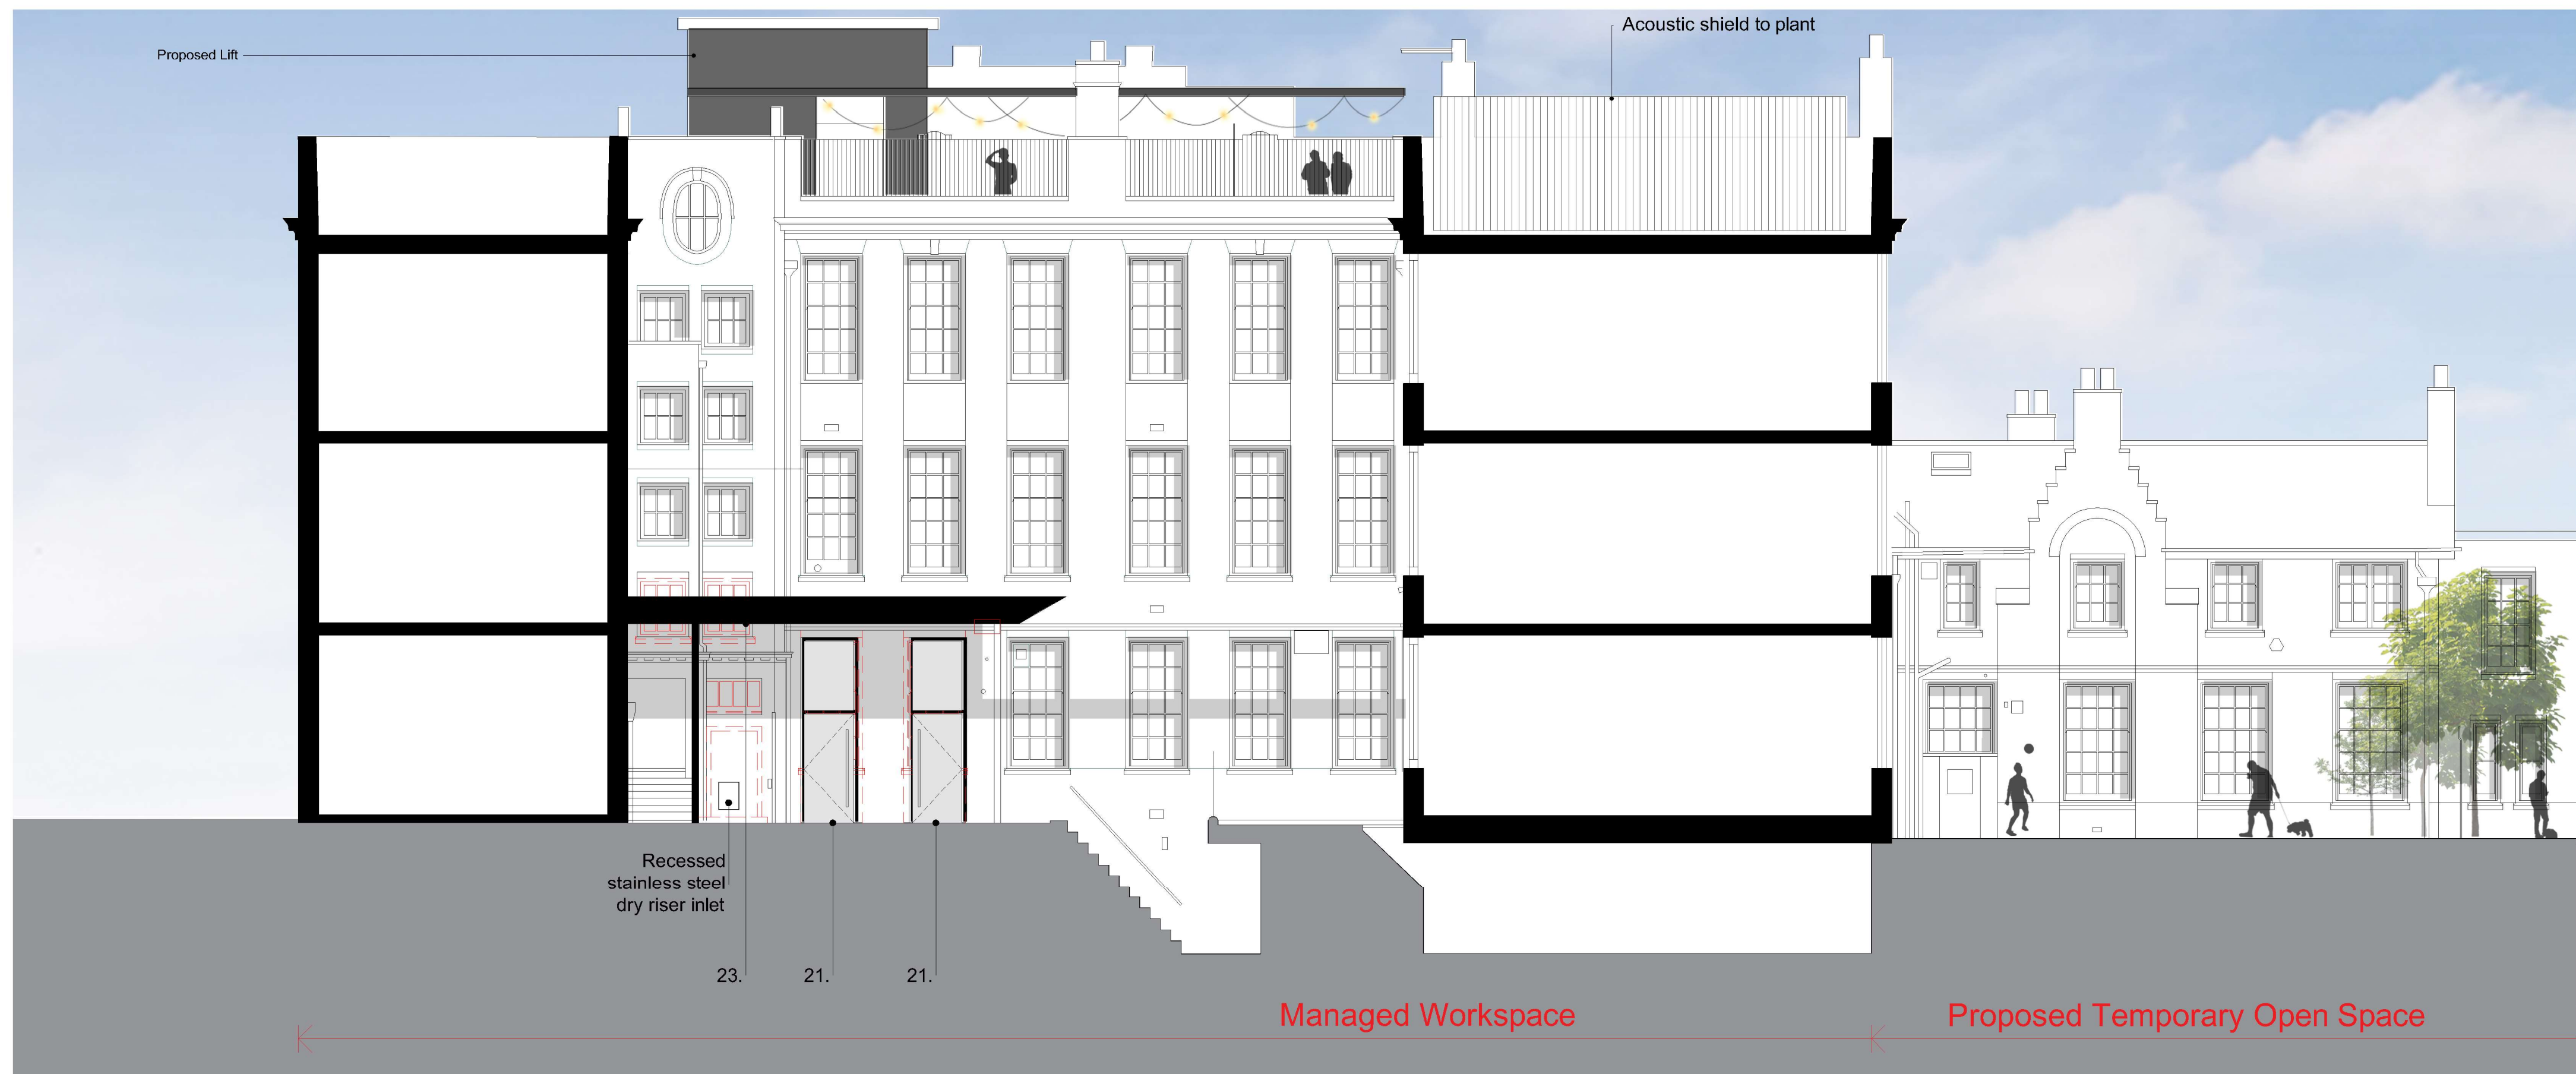 Acoustic shield to plant
Proposed Lift
Recessed
stainless steel
dry riser inlet
23.
21.
21.
Managed Workspace
Proposed Temporary Open Space